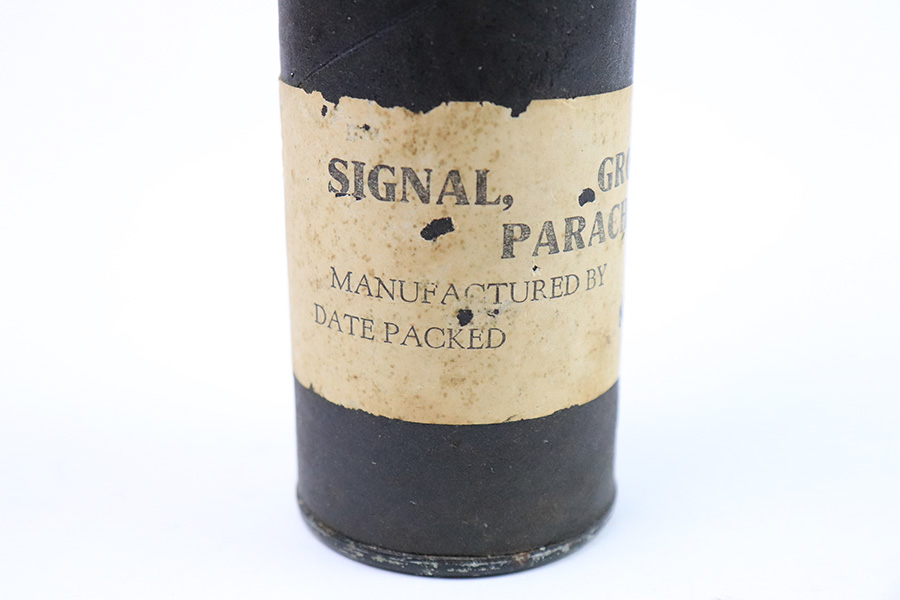 SIGNAL, GRO
PARACH
MANUFACTURED BY
DATE PACKED